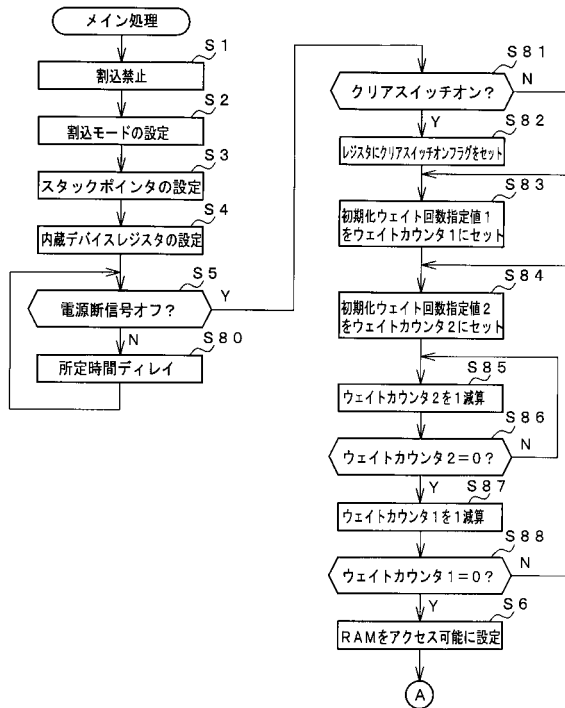 メイン処理
S1
割込禁止
S2
割込モードの設定
S3
スタックポインタの設定
S4
内蔵デバイスレジスタの設定
S5
電源断信号オフ?
Y
N
S80
所定時間ディレイ
S81
クリアスイッチオン?
N
Y
S82
レジスタにクリアスイッチオンフラグをセット
S83
初期化ウェイト回数指定値1
をウェイトカウンタ1にセット
S84
初期化ウェイト回数指定値2
をウェイトカウンタ2にセット
S85
ウェイトカウンタ2を1減算
S86
ウェイトカウンタ2=0?
N
Y
S87
ウェイトカウンタ1を1減算
S88
ウェイトカウンタ1=0?
N
Y
S6
RAMをアクセス可能に設定
A